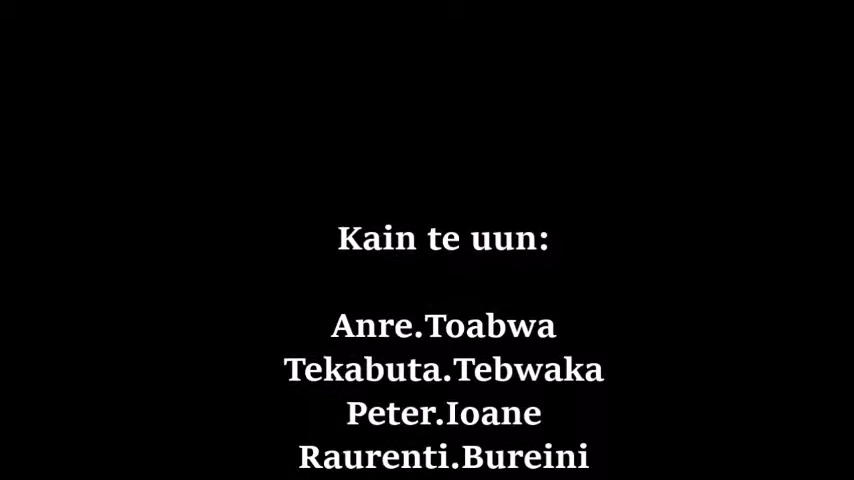 Kain te uun:
Anre.Toabwa
Tekabuta.Tebwaka
Peter.Ioane
Raurenti.Bureini